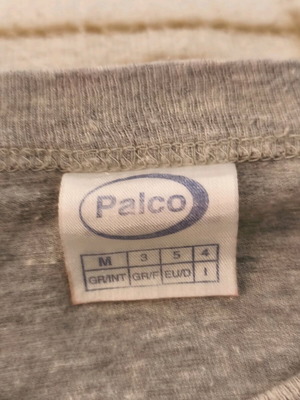 Palco
M 3 5 4
GR/INT GR/F EU/D I